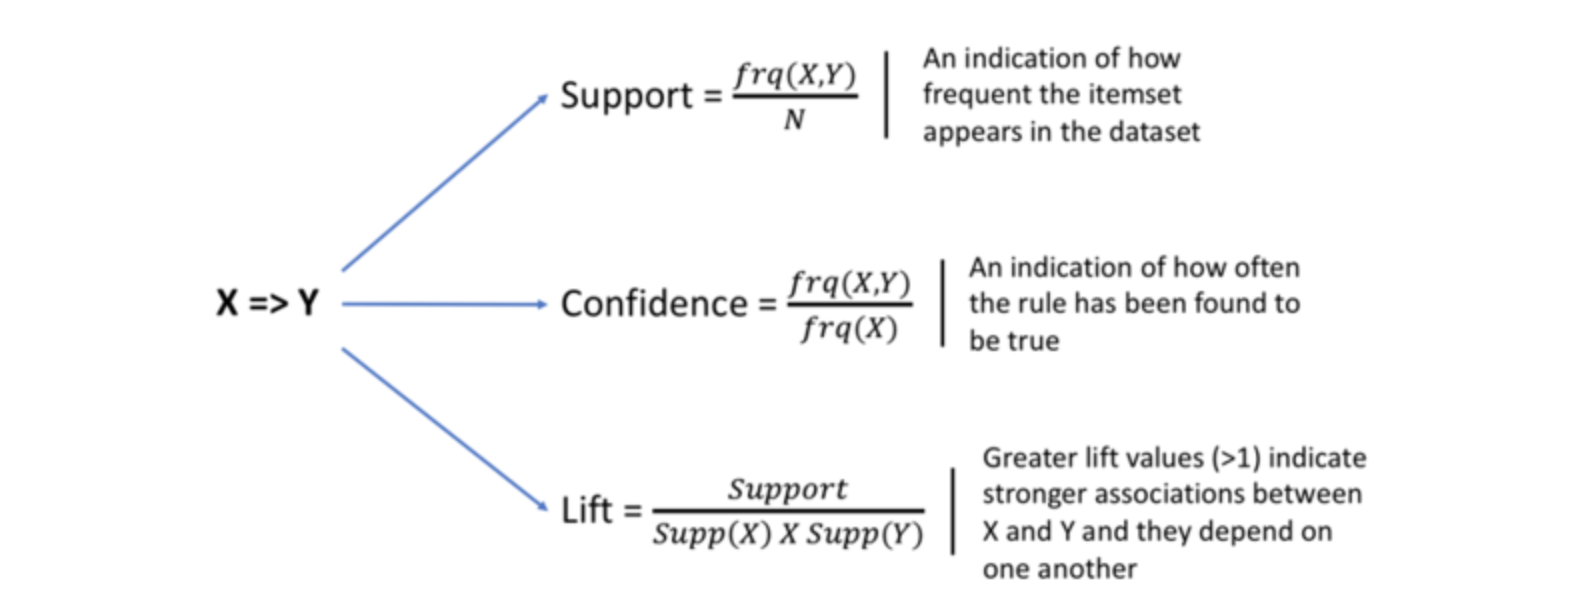 X => Y
Support = frq(X,Y) / N
An indication of how
frequent the itemset
appears in the dataset
Confidence = frq(X,Y) / frq(X)
An indication of how often
the rule has been found to
be true
Lift = Support / Supp(X) X Supp(Y)
Greater lift values (>1) indicate
stronger associations between
X and Y and they depend on
one another